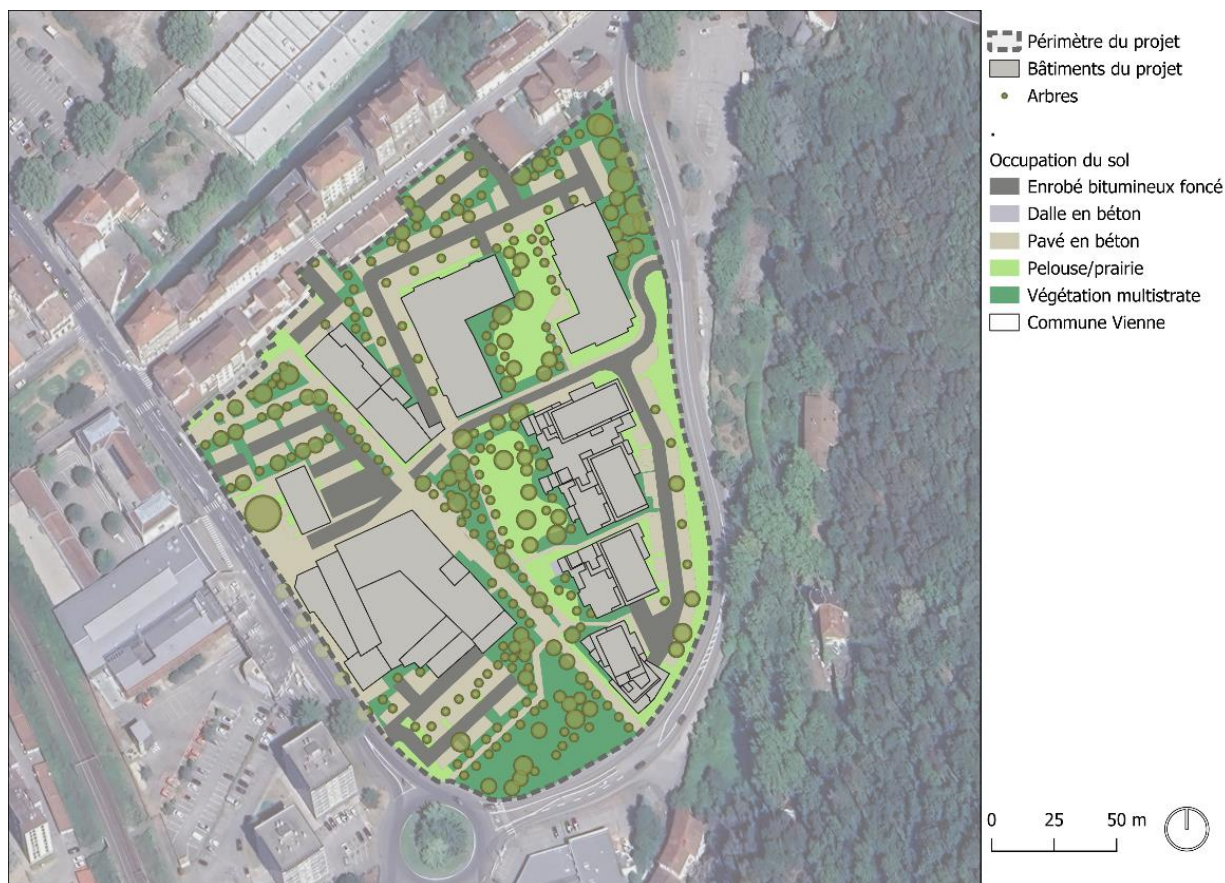 Périmètre du projet
Bâtiments du projet
Arbres
.
Occupation du sol
Enrobé bitumineux foncé
Dalle en béton
Pavé en béton
Pelouse/prairie
Végétation multistrate
Commune Vienne
0 25 50 m